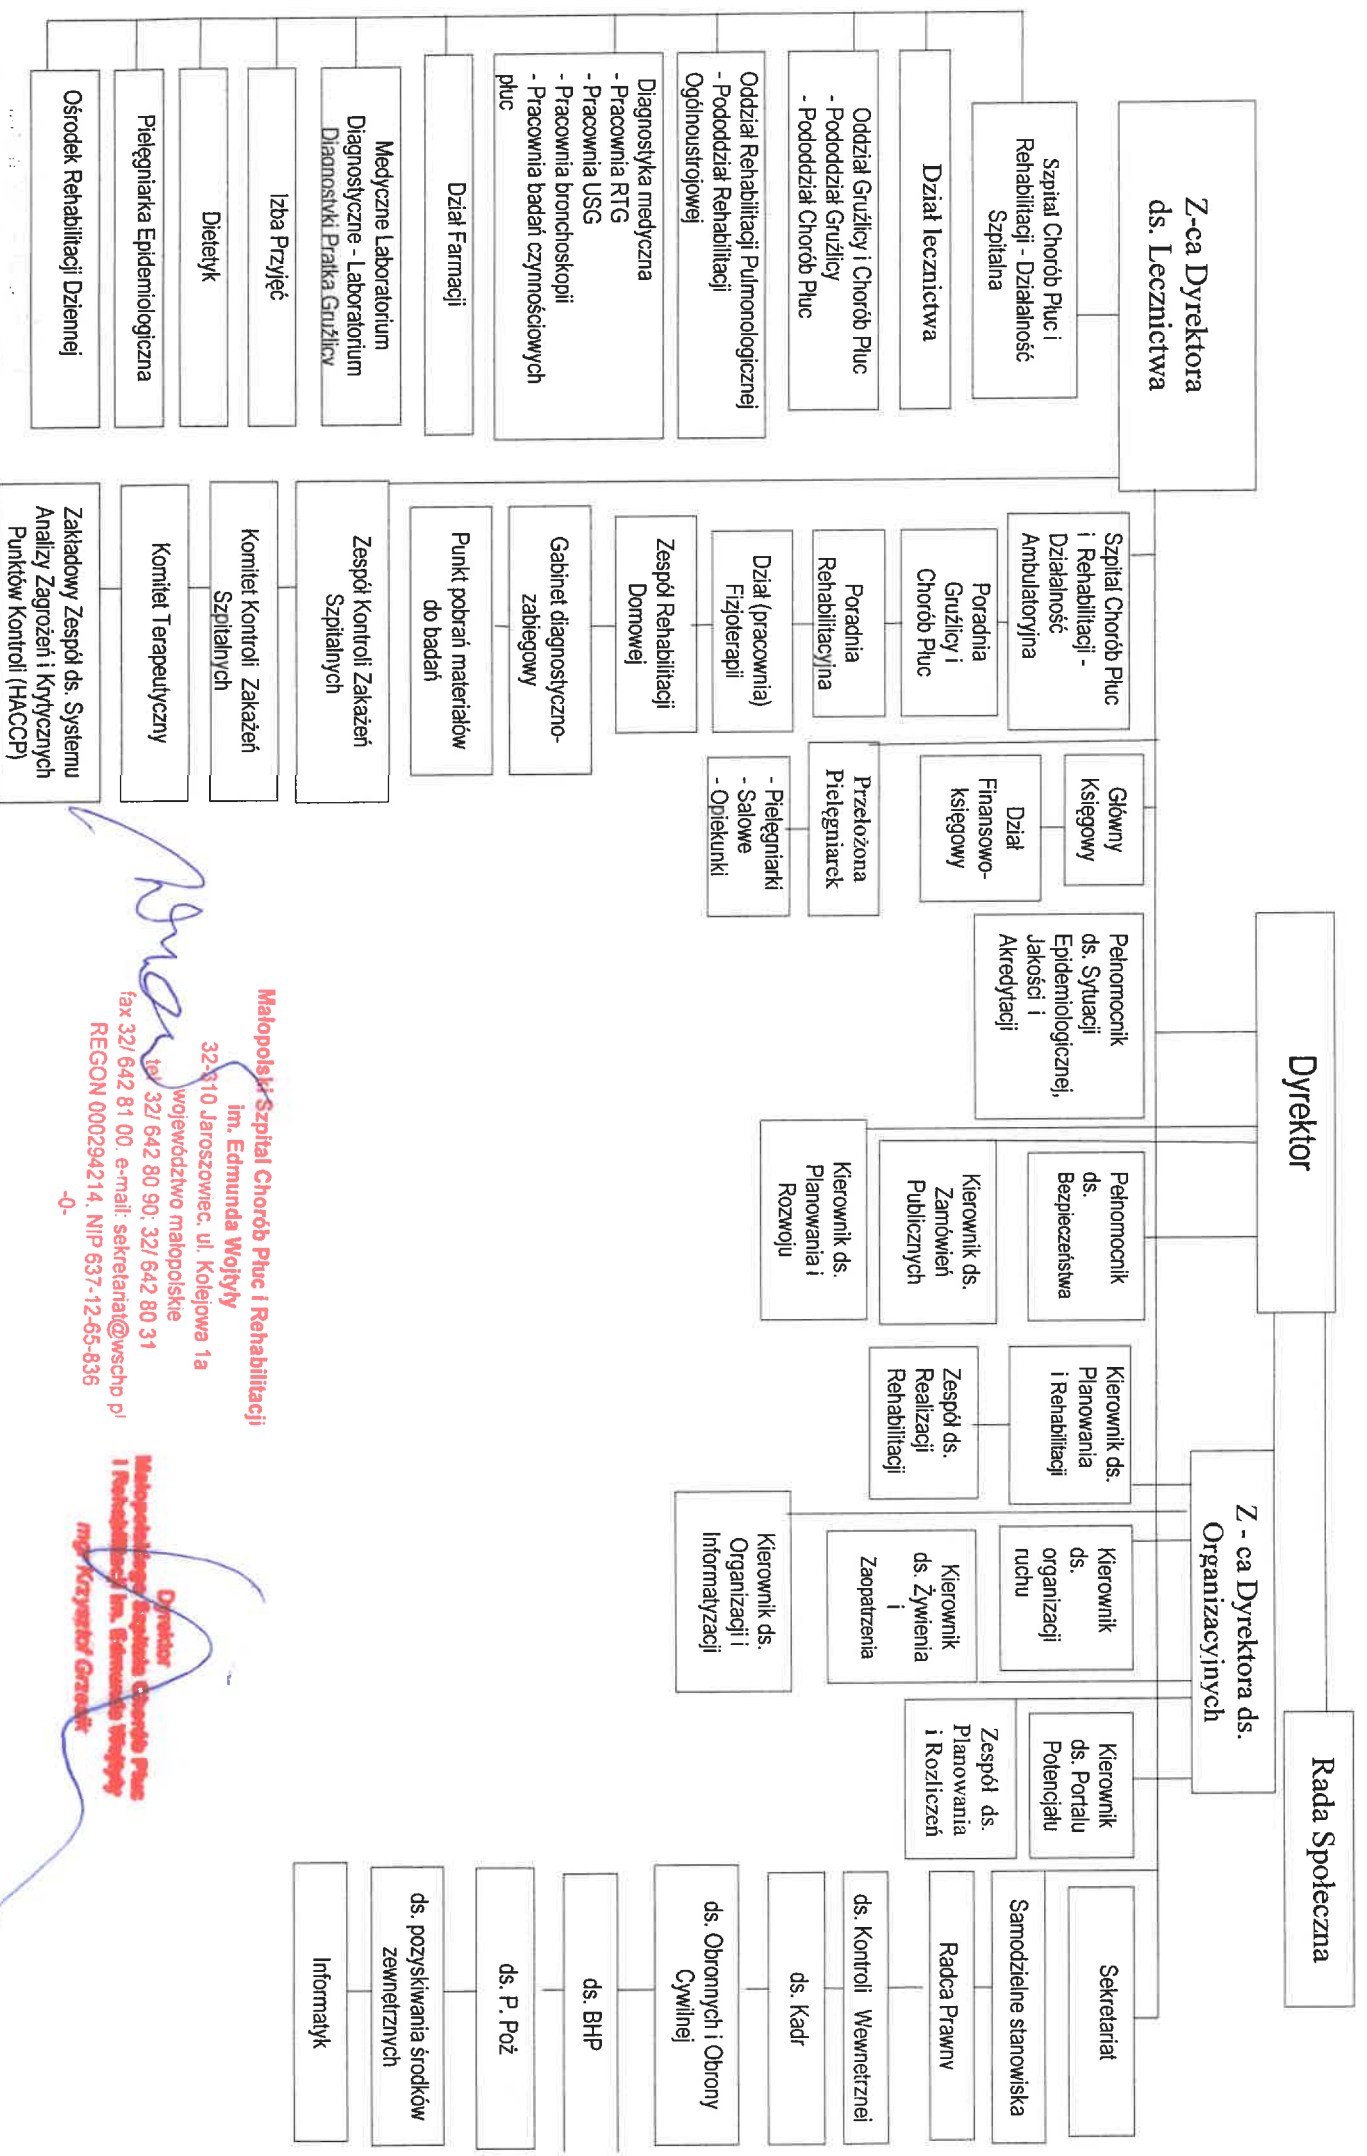 Dyrektor
Rada Społeczna
Z-ca Dyrektora
ds. Lecznictwa
Z - ca Dyrektora ds.
Organizacyjnych
Szpital Chorób Płuc i
Rehabilitacji - Działalność
Szpitalna
Dział lecznictwa
Oddział Gruźlicy i Chorób Płuc
- Pododdział Gruźlicy
- Pododdział Chorób Płuc
Oddział Rehabilitacji Pulmonologicznej
- Pododdział Rehabilitacji
Ogólnoustrojowej
Diagnostyka medyczna
- Pracownia RTG
- Pracownia USG
- Pracownia bronchoskopii
- Pracownia badań czynnościowych
płuc
Dział Farmacji
Medyczne Laboratorium
Diagnostyczne - Laboratorium
Diagnostyki Prątka Gruźlicy
Izba Przyjęć
Dietetyk
Pielęgniarka Epidemiologiczna
Ośrodek Rehabilitacji Dziennej
Szpital Chorób Płuc
i Rehabilitacji -
Działalność
Ambulatoryjna
Poradnia
Gruźlicy i
Chorób Płuc
Poradnia
Rehabilitacyjna
Dział (pracownia)
Fizjoterapii
Zespół Rehabilitacji
Domowej
Gabinet diagnostyczno-
zabiegowy
Punkt pobrań materiałów
do badań
Zespół Kontroli Zakażeń
Szpitalnych
Komitet Kontroli Zakażeń
Szpitalnych
Komitet Terapeutyczny
Zakładowy Zespół ds. Systemu
Analizy Zagrożeń i Krytycznych
Punktów Kontroli (HACCP)
Główny
Księgowy
Dział
Finansowo-
księgowy
Przełożona
Pielęgniarek
- Pielęgniarki
- Salowe
- Opiekunki
Pełnomocnik
ds. Sytuacji
Epidemiologicznej,
Jakości i
Akredytacji
Pełnomocnik
ds.
Bezpieczeństwa
Kierownik ds.
Zamówień
Publicznych
Kierownik ds.
Planowania i
Rozwoju
Kierownik ds.
Planowania
i Rehabilitacji
Zespół ds.
Realizacji
Rehabilitacji
Kierownik
ds.
organizacji
ruchu
Kierownik
ds. Żywienia
i
Zaopatrzenia
Kierownik ds.
Organizacji i
Informatyzacji
Kierownik
ds. Portalu
Potencjału
Zespół ds.
Planowania
i Rozliczeń
Sekretariat
Samodzielne stanowiska
Radca Prawny
ds. Kontroli Wewnętrznej
ds. Kadr
ds. Obronnych i Obrony
Cywilnej
ds. BHP
ds. P. Poż
ds. pozyskiwania środków
zewnętrznych
Informatyk
Małopolski Szpital Chorób Płuc i Rehabilitacji
im. Edmunda Wojtyły
32-310 Jaroszowiec, ul. Kolejowa 1a
województwo małopolskie
tel. 32/ 642 80 90; 32/ 642 80 31
fax 32/ 642 81 00. e-mail: sekretariat@wschp pl
REGON 000294214. NIP 637-12-65-836
-0-
Dyrektor
Małopolskiego Szpitala Chorób Płuc
i Rehabilitacji im. Edmunda Wojtyły
mgr Krzysztof Grzesik